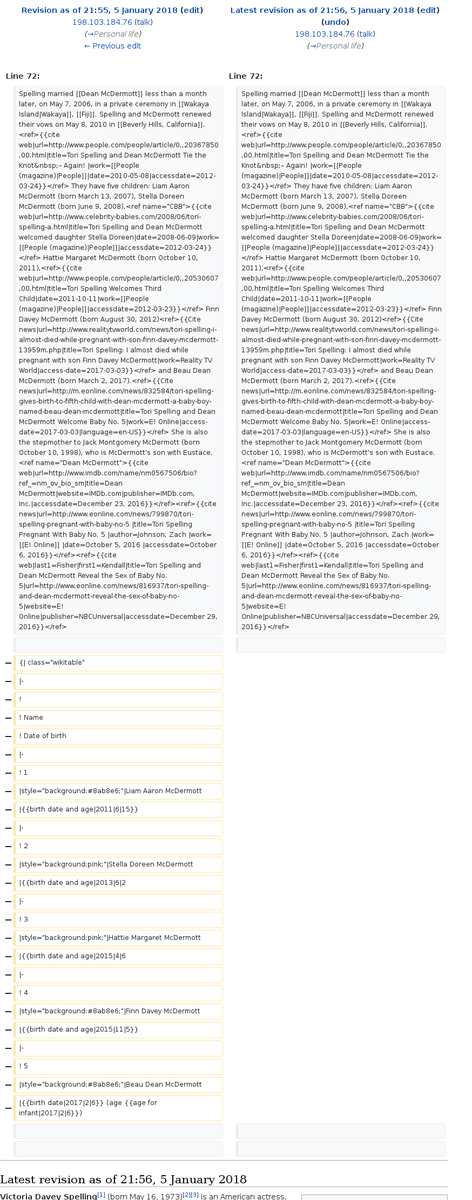 Revision as of 21:55, 5 January 2018 (edit)
198.103.184.76 (talk)
(→Personal life)
← Previous edit
Latest revision as of 21:56, 5 January 2018 (edit)
(undo)
198.103.184.76 (talk)
(→Personal life)
Line 72:
Spelling married [[Dean McDermott]] less than a month
later, on May 7, 2006, in a private ceremony in [[Wakaya
Island|Wakaya]], [[Fiji]]. Spelling and McDermott renewed
their vows on May 8, 2010 in [[Beverly Hills, California]].
<ref>{{cite
web|url=http://www.people.com/people/article/0,,20367850
,00.html|title=Tori Spelling and Dean McDermott Tie the
Knot&nbsp;– Again! |work=[[People
(magazine)|People]]|date=2010-05-08|accessdate=2012-
03-24}}</ref> They have five children: Liam Aaron
McDermott (born March 13, 2007), Stella Doreen
McDermott (born June 9, 2008),<ref name="CBB">{{cite
web|url=http://www.celebrity-babies.com/2008/06/tori-
spelling-a.html|title=Tori Spelling and Dean McDermott
welcomed daughter Stella Doreen|date=2008-06-09|work=
[[People (magazine)|People]]|accessdate=2012-03-24}}
</ref> Hattie Margaret McDermott (born October 10,
2011),<ref>{{cite
web|url=http://www.people.com/people/article/0,,20530607
,00.html|title=Tori Spelling Welcomes Third
Child|date=2011-10-11|work=[[People
(magazine)|People]]|accessdate=2012-03-23}}</ref> Finn
Davey McDermott (born August 30, 2012)<ref>{{Cite
news|url=http://www.realitytvworld.com/news/tori-spelling-i-
almost-died-while-pregnant-with-son-finn-davey-mcdermott-
13959m.php|title=Tori Spelling: I almost died while
pregnant with son Finn Davey McDermott|work=Reality TV
World|access-date=2017-03-03}}</ref> and Beau Dean
McDermott (born March 2, 2017).<ref>{{Cite
news|url=http://m.eonline.com/news/832584/tori-spelling-
gives-birth-to-fifth-child-with-dean-mcdermott-a-baby-boy-
named-beau-dean-mcdermott|title=Tori Spelling and Dean
McDermott Welcome Baby No. 5|work=E! Online|access-
date=2017-03-03|language=en-US}}</ref> She is also
the stepmother to Jack Montgomery McDermott (born
October 10, 1998), who is McDermott's son with Eustace.
<ref name="Dean McDermott">{{cite
web|url=http://www.imdb.com/name/nm0567506/bio?
ref_=nm_ov_bio_sm|title=Dean
McDermott|website=IMDb.com|publisher=IMDb.com,
Inc.|accessdate=December 23, 2016}}</ref><ref>{{cite
news|url=http://www.eonline.com/news/799870/tori-
spelling-pregnant-with-baby-no-5 |title=Tori Spelling
Pregnant With Baby No. 5 |author=Johnson, Zach |work=
[[E! Online]] |date=October 5, 2016 |accessdate=October
6, 2016}}</ref><ref>{{cite
web|last1=Fisher|first1=Kendall|title=Tori Spelling and
Dean McDermott Reveal the Sex of Baby No.
5|url=http://www.eonline.com/news/816937/tori-spelling-
and-dean-mcdermott-reveal-the-sex-of-baby-no-
5|website=E!
Online|publisher=NBCUniversal|accessdate=December 29,
2016}}</ref>
Line 72:
Spelling married [[Dean McDermott]] less than a month
later, on May 7, 2006, in a private ceremony in [[Wakaya
Island|Wakaya]], [[Fiji]]. Spelling and McDermott renewed
their vows on May 8, 2010 in [[Beverly Hills, California]].
<ref>{{cite
web|url=http://www.people.com/people/article/0,,20367850
,00.html|title=Tori Spelling and Dean McDermott Tie the
Knot&nbsp;– Again! |work=[[People
(magazine)|People]]|date=2010-05-08|accessdate=2012-
03-24}}</ref> They have five children: Liam Aaron
McDermott (born March 13, 2007), Stella Doreen
McDermott (born June 9, 2008),<ref name="CBB">{{cite
web|url=http://www.celebrity-babies.com/2008/06/tori-
spelling-a.html|title=Tori Spelling and Dean McDermott
welcomed daughter Stella Doreen|date=2008-06-09|work=
[[People (magazine)|People]]|accessdate=2012-03-24}}
</ref> Hattie Margaret McDermott (born October 10,
2011),<ref>{{cite
web|url=http://www.people.com/people/article/0,,20530607
,00.html|title=Tori Spelling Welcomes Third
Child|date=2011-10-11|work=[[People
(magazine)|People]]|accessdate=2012-03-23}}</ref> Finn
Davey McDermott (born August 30, 2012)<ref>{{Cite
news|url=http://www.realitytvworld.com/news/tori-spelling-i-
almost-died-while-pregnant-with-son-finn-davey-mcdermott-
13959m.php|title=Tori Spelling: I almost died while
pregnant with son Finn Davey McDermott|work=Reality TV
World|access-date=2017-03-03}}</ref> and Beau Dean
McDermott (born March 2, 2017).<ref>{{Cite
news|url=http://m.eonline.com/news/832584/tori-spelling-
gives-birth-to-fifth-child-with-dean-mcdermott-a-baby-boy-
named-beau-dean-mcdermott|title=Tori Spelling and Dean
McDermott Welcome Baby No. 5|work=E! Online|access-
date=2017-03-03|language=en-US}}</ref> She is also
the stepmother to Jack Montgomery McDermott (born
October 10, 1998), who is McDermott's son with Eustace.
<ref name="Dean McDermott">{{cite
web|url=http://www.imdb.com/name/nm0567506/bio?
ref_=nm_ov_bio_sm|title=Dean
McDermott|website=IMDb.com|publisher=IMDb.com,
Inc.|accessdate=December 23, 2016}}</ref><ref>{{cite
news|url=http://www.eonline.com/news/799870/tori-
spelling-pregnant-with-baby-no-5 |title=Tori Spelling
Pregnant With Baby No. 5 |author=Johnson, Zach |work=
[[E! Online]] |date=October 5, 2016 |accessdate=October
6, 2016}}</ref><ref>{{cite
web|last1=Fisher|first1=Kendall|title=Tori Spelling and
Dean McDermott Reveal the Sex of Baby No.
5|url=http://www.eonline.com/news/816937/tori-spelling-
and-dean-mcdermott-reveal-the-sex-of-baby-no-
5|website=E!
Online|publisher=NBCUniversal|accessdate=December 29,
2016}}</ref>
− {| class="wikitable"
− |-
− !
− ! Name
− ! Date of birth
− |-
− ! 1
− |style="background:#8ab8e6;"|Liam Aaron McDermott
− |{{birth date and age|2011|6|15}}
− |-
− ! 2
− |style="background:pink;"|Stella Doreen McDermott
− |{{birth date and age|2013|6|2
− |-
− ! 3
− |style="background:pink;"|Hattie Margaret McDermott
− |{{birth date and age|2015|4|6
− |-
− ! 4
− |style="background:#8ab8e6;"|Finn Davey McDermott
− |{{birth date and age|2015|11|5}}
− |-
− ! 5
− |style="background:#8ab8e6;"|Beau Dean McDermott
− |{{birth date|2017|2|6}} (age {{age for
infant|2017|2|6}})
Latest revision as of 21:56, 5 January 2018
Victoria Davey Spelling[1] (born May 16, 1973)[2][3] is an American actress,